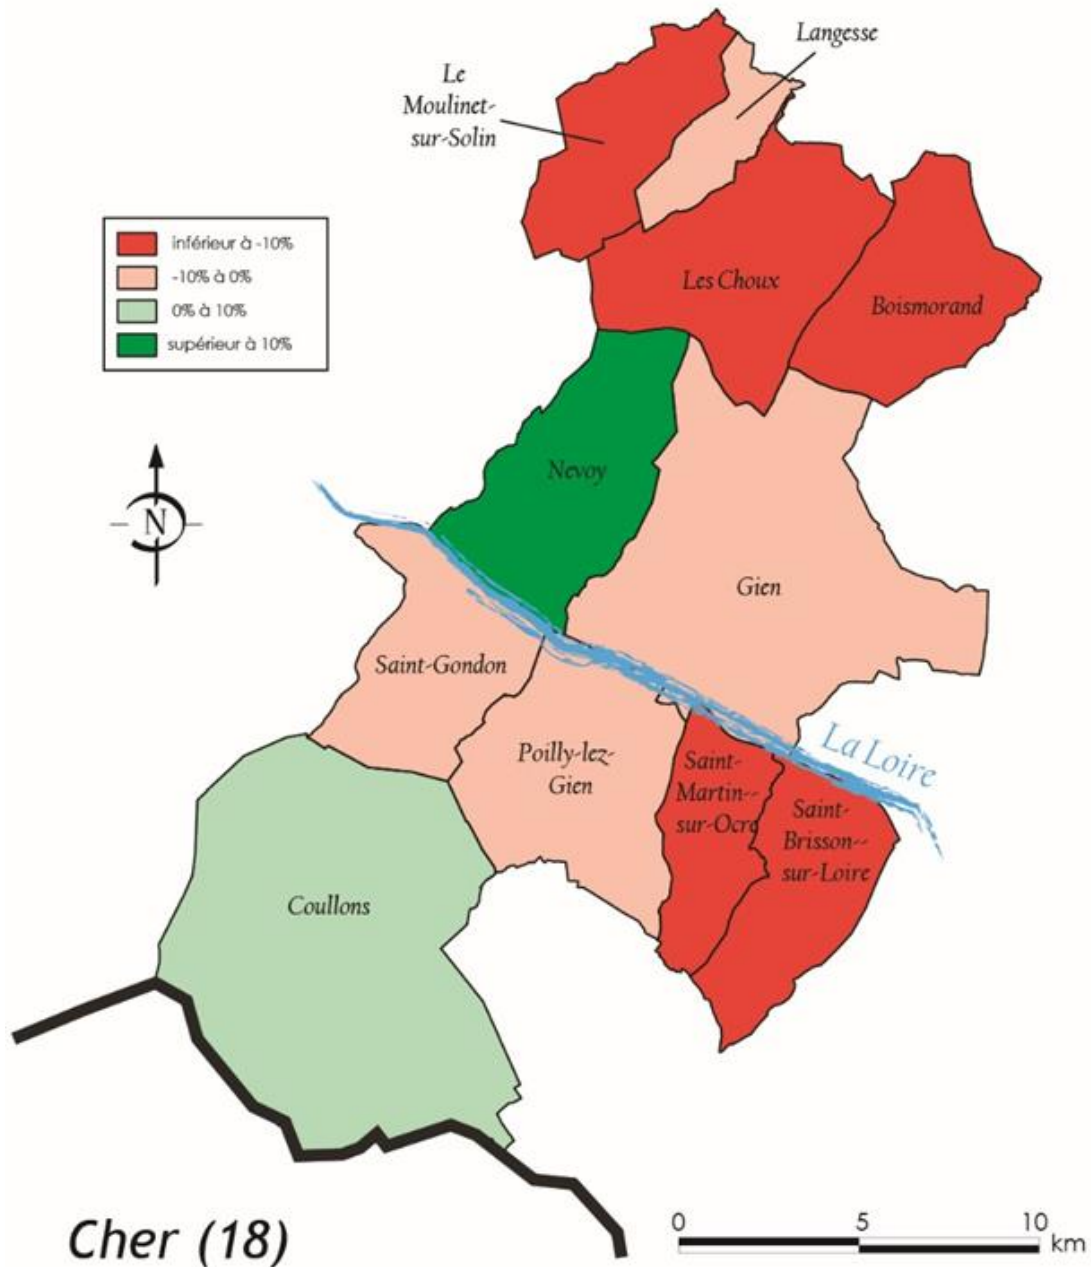 Langesse
Le
Moulinet-
sur-Solin
inférieur à -10%
-10% à 0%
0% à 10%
supérieur à 10%
Les Choux
Boismorand
Nevoy
N
Gien
Saint-Gondon
La Loire
Poilly-lez-
Gien
Saint-
Martin--
sur-Ocre
Saint-
Brisson--
sur-Loire
Coullons
Cher (18)
0 5 10
km